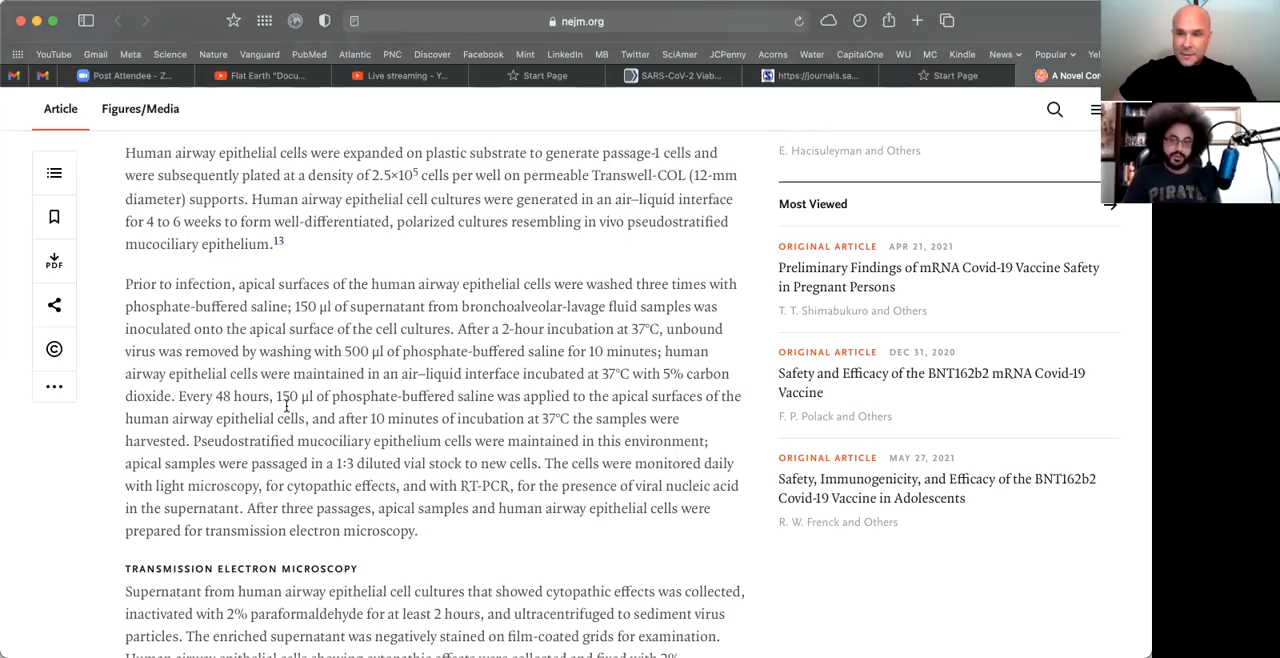 nejm.org
YouTube Gmail Meta Science Nature Vanguard PubMed Atlantic PNC Discover Facebook Mint LinkedIn MB Twitter SciAmer JCPenny Acorns Water CapitalOne WU MC Kindle News Popular Yel
Post Attendee - Z... Flat Earth "Docu... Live streaming - Y... Start Page SARS-CoV-2 Viab... https://journals.sa... Start Page A Novel Cor
Article Figures/Media
Human airway epithelial cells were expanded on plastic substrate to generate passage-1 cells and
were subsequently plated at a density of 2.5×10⁵ cells per well on permeable Transwell-COL (12-mm
diameter) supports. Human airway epithelial cell cultures were generated in an air–liquid interface
for 4 to 6 weeks to form well-differentiated, polarized cultures resembling in vivo pseudostratified
mucociliary epithelium.¹³
Prior to infection, apical surfaces of the human airway epithelial cells were washed three times with
phosphate-buffered saline; 150 μl of supernatant from bronchoalveolar-lavage fluid samples was
inoculated onto the apical surface of the cell cultures. After a 2-hour incubation at 37°C, unbound
virus was removed by washing with 500 μl of phosphate-buffered saline for 10 minutes; human
airway epithelial cells were maintained in an air–liquid interface incubated at 37°C with 5% carbon
dioxide. Every 48 hours, 150 μl of phosphate-buffered saline was applied to the apical surfaces of the
human airway epithelial cells, and after 10 minutes of incubation at 37°C the samples were
harvested. Pseudostratified mucociliary epithelium cells were maintained in this environment;
apical samples were passaged in a 1:3 diluted vial stock to new cells. The cells were monitored daily
with light microscopy, for cytopathic effects, and with RT-PCR, for the presence of viral nucleic acid
in the supernatant. After three passages, apical samples and human airway epithelial cells were
prepared for transmission electron microscopy.
TRANSMISSION ELECTRON MICROSCOPY
Supernatant from human airway epithelial cell cultures that showed cytopathic effects was collected,
inactivated with 2% paraformaldehyde for at least 2 hours, and ultracentrifuged to sediment virus
particles. The enriched supernatant was negatively stained on film-coated grids for examination.
Human airway epithelial cells showing cytopathic effects were collected and fixed with 2%
PDF
E. Hacisuleyman and Others
Most Viewed
ORIGINAL ARTICLE APR 21, 2021
Preliminary Findings of mRNA Covid-19 Vaccine Safety
in Pregnant Persons
T. T. Shimabukuro and Others
ORIGINAL ARTICLE DEC 31, 2020
Safety and Efficacy of the BNT162b2 mRNA Covid-19
Vaccine
F. P. Polack and Others
ORIGINAL ARTICLE MAY 27, 2021
Safety, Immunogenicity, and Efficacy of the BNT162b2
Covid-19 Vaccine in Adolescents
R. W. Frenck and Others
PIRATE